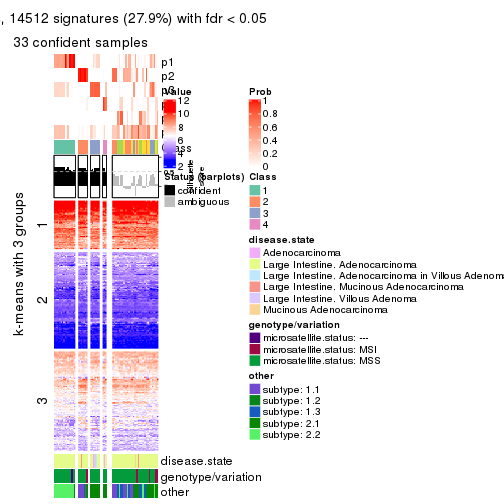 , 14512 signatures (27.9%) with fdr < 0.05
33 confident samples
p1
p2
Value
12
10
8
6
4
2
Prob
1
0.8
0.6
0.4
0.2
0
Class
Status (barplots)
confident
ambiguous
Class
1
2
3
4
k-means with 3 groups
1
2
3
disease.state
Adenocarcinoma
Large Intestine. Adenocarcinoma
Large Intestine. Adenocarcinoma in Villous Adenom
Large Intestine. Mucinous Adenocarcinoma
Large Intestine. Villous Adenoma
Mucinous Adenocarcinoma
genotype/variation
microsatellite.status: ---
microsatellite.status: MSI
microsatellite.status: MSS
other
subtype: 1.1
subtype: 1.2
subtype: 1.3
subtype: 2.1
subtype: 2.2
disease.state
genotype/variation
other